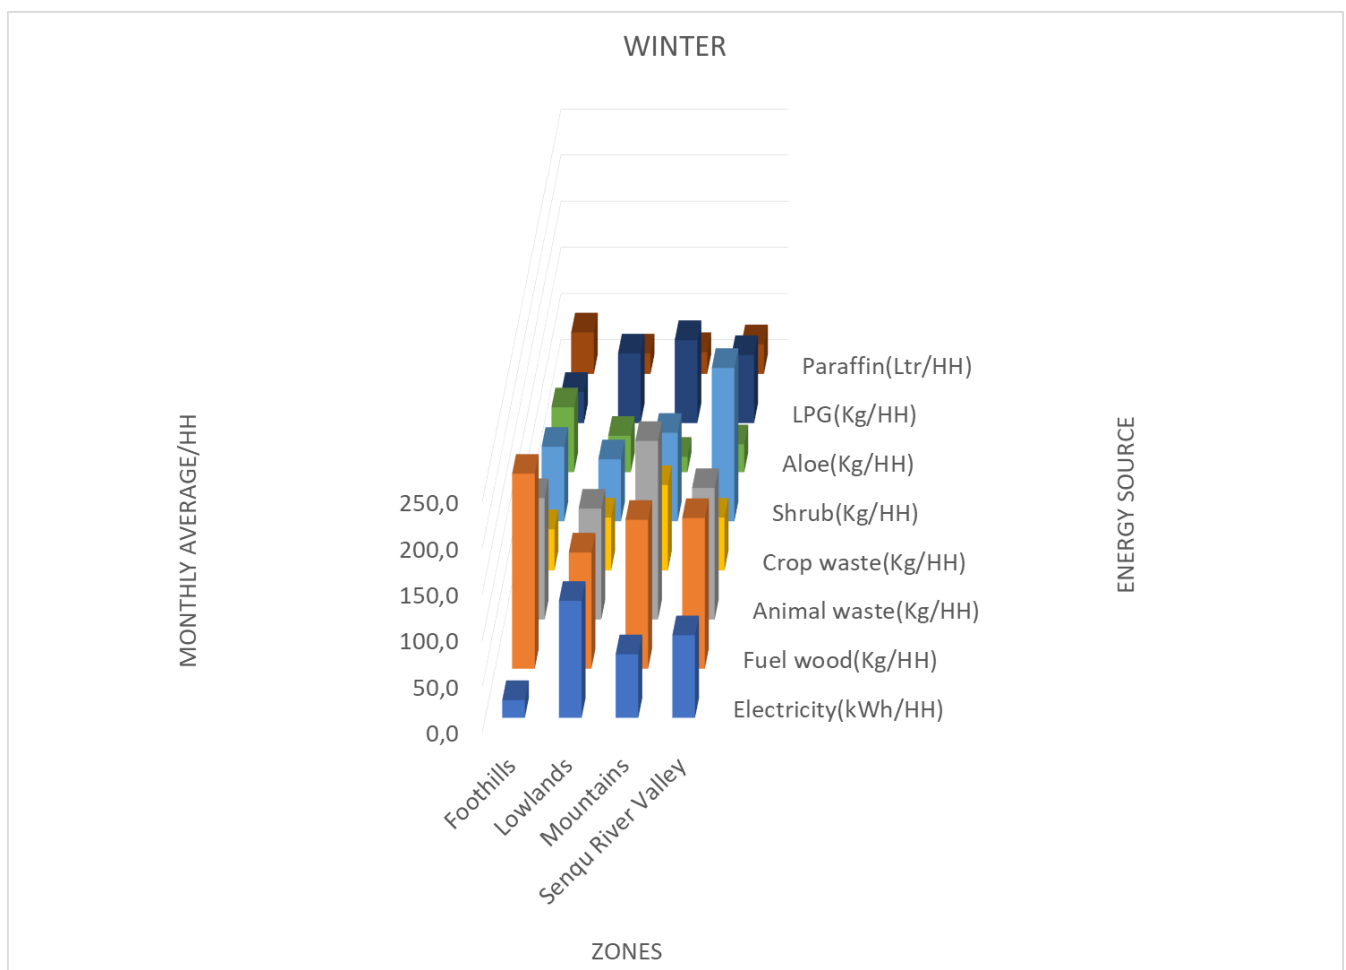 WINTER
MONTHLY AVERAGE/HH
250,0
200,0
150,0
100,0
50,0
0,0
Foothills
Lowlands
Mountains
Senqu River Valley
ZONES
Paraffin(Ltr/HH)
LPG(Kg/HH)
Aloe(Kg/HH)
Shrub(Kg/HH)
Crop waste(Kg/HH)
Animal waste(Kg/HH)
Fuel wood(Kg/HH)
Electricity(kWh/HH)
ENERGY SOURCE